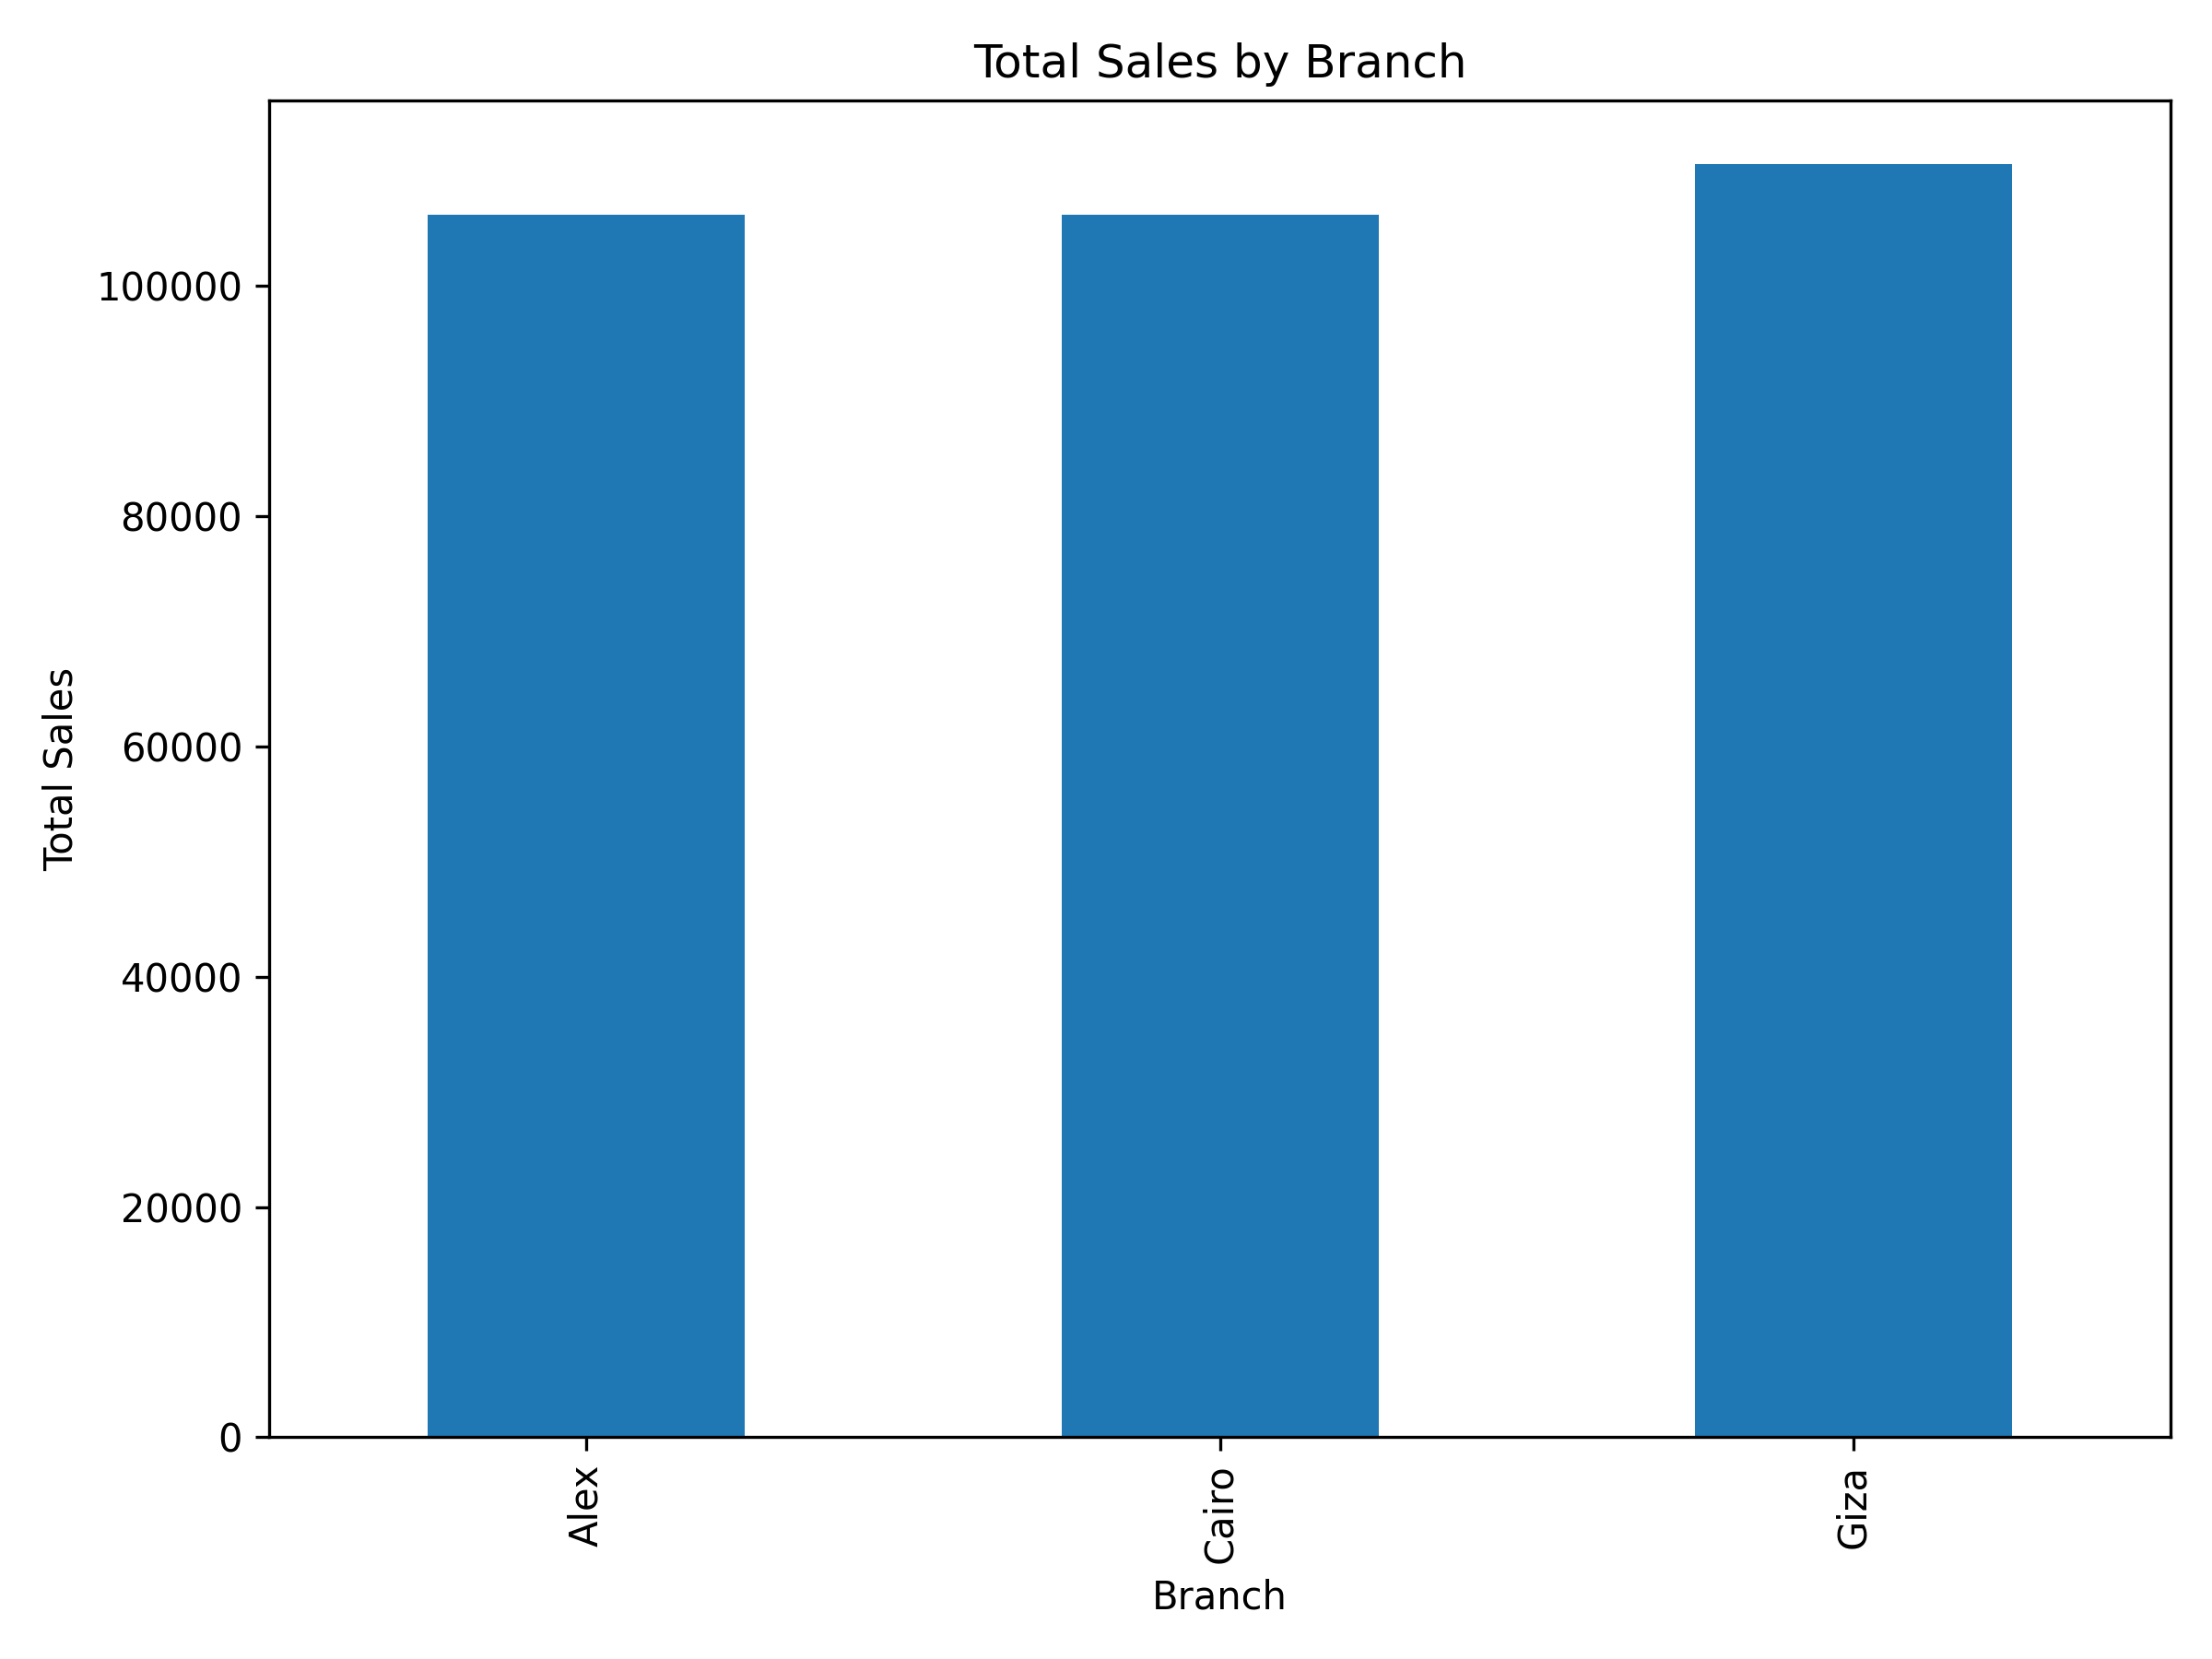 Total Sales by Branch
Total Sales
100000
80000
60000
40000
20000
0
Alex
Cairo
Giza
Branch